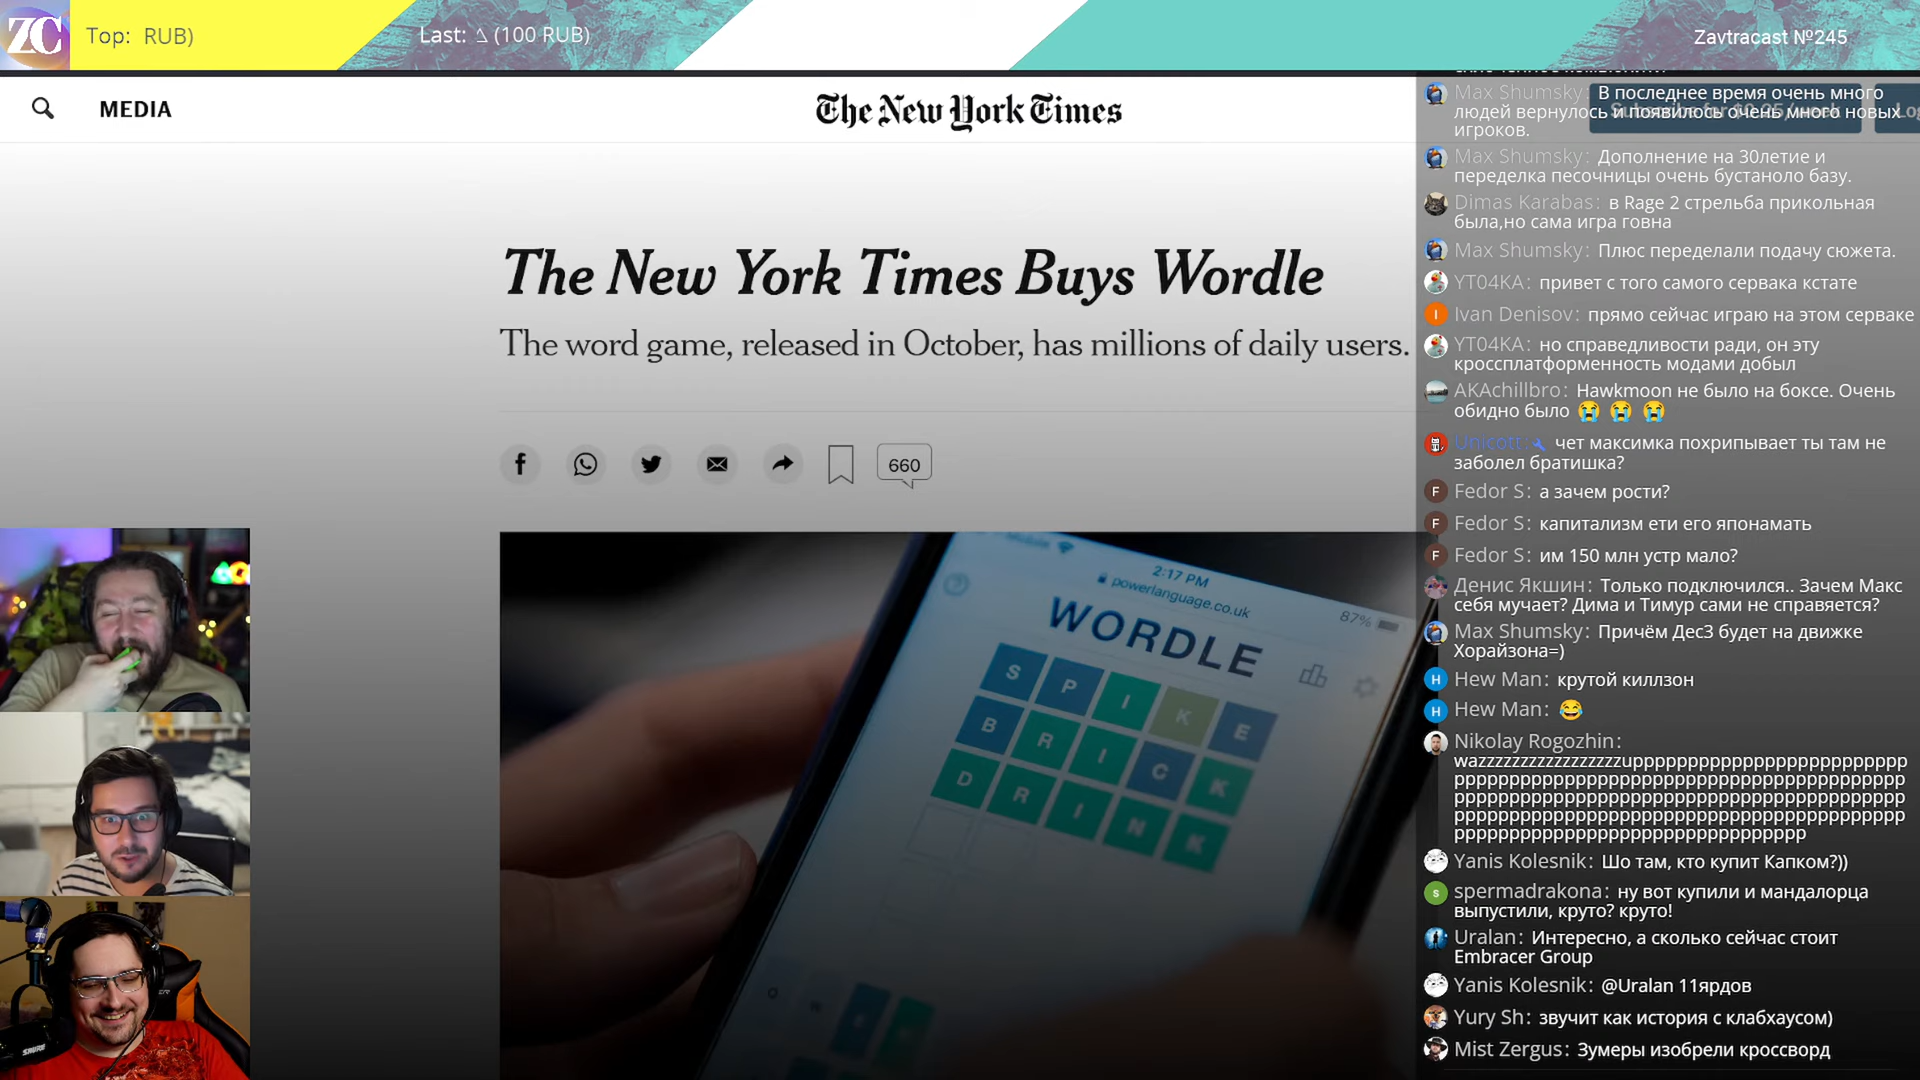 ZC
Top: RUB)
Last: (100 RUB)
Zavtracast №245
MEDIA
The New York Times
The New York Times Buys Wordle
The word game, released in October, has millions of daily users.
660
2:17 PM
87%
powerlanguage.co.uk
WORDLE
SPIKE
BRICK
DRINK
SHURE
Max Shumsky: В последнее время очень много
людей вернулось и появилось очень много новых
игроков.
Max Shumsky: Дополнение на 30летие и
переделка песочницы очень бустаноло базу.
Dimas Karabas: в Rage 2 стрельба прикольная
была,но сама игра говна
Max Shumsky: Плюс переделали подачу сюжета.
YT04KA: привет с того самого сервака кстате
Ivan Denisov: прямо сейчас играю на этом серваке
YT04KA: но справедливости ради, он эту
кроссплатформенность модами добыл
AKAchillbro: Hawkmoon не было на боксе. Очень
обидно было 😭 😭 😭
Unicott: чет максимка похрипывает ты там не
заболел братишка?
Fedor S: а зачем рости?
Fedor S: капитализм ети его японамать
Fedor S: им 150 млн устр мало?
Денис Якшин: Только подключился.. Зачем Макс
себя мучает? Дима и Тимур сами не справяется?
Max Shumsky: Причём Дес3 будет на движке
Хорайзона=)
Hew Man: крутой киллзон
Hew Man: 😂
Nikolay Rogozhin:
Yanis Kolesnik: Шо там, кто купит Капком?))
spermadrakona: ну вот купили и мандалорца
выпустили, круто? круто!
Uralan: Интересно, а сколько сейчас стоит
Embracer Group
Yanis Kolesnik: @Uralan 11ярдов
Yury Sh: звучит как история с клабхаусом)
Mist Zergus: Зумеры изобрели кроссворд